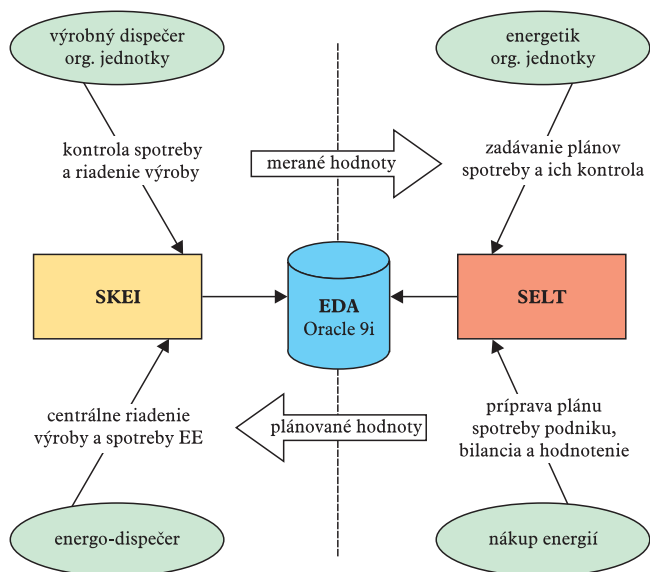 výrobný dispečer
org. jednotky
energetik
org. jednotky
kontrola spotreby
a riadenie výroby
merané hodnoty
zadávanie plánov
spotreby a ich kontrola
SKEI
EDA
Oracle 9i
SELT
centrálne riadenie
výroby a spotreby EE
plánované hodnoty
príprava plánu
spotreby podniku,
bilancia a hodnotenie
energo-dispečer
nákup energií